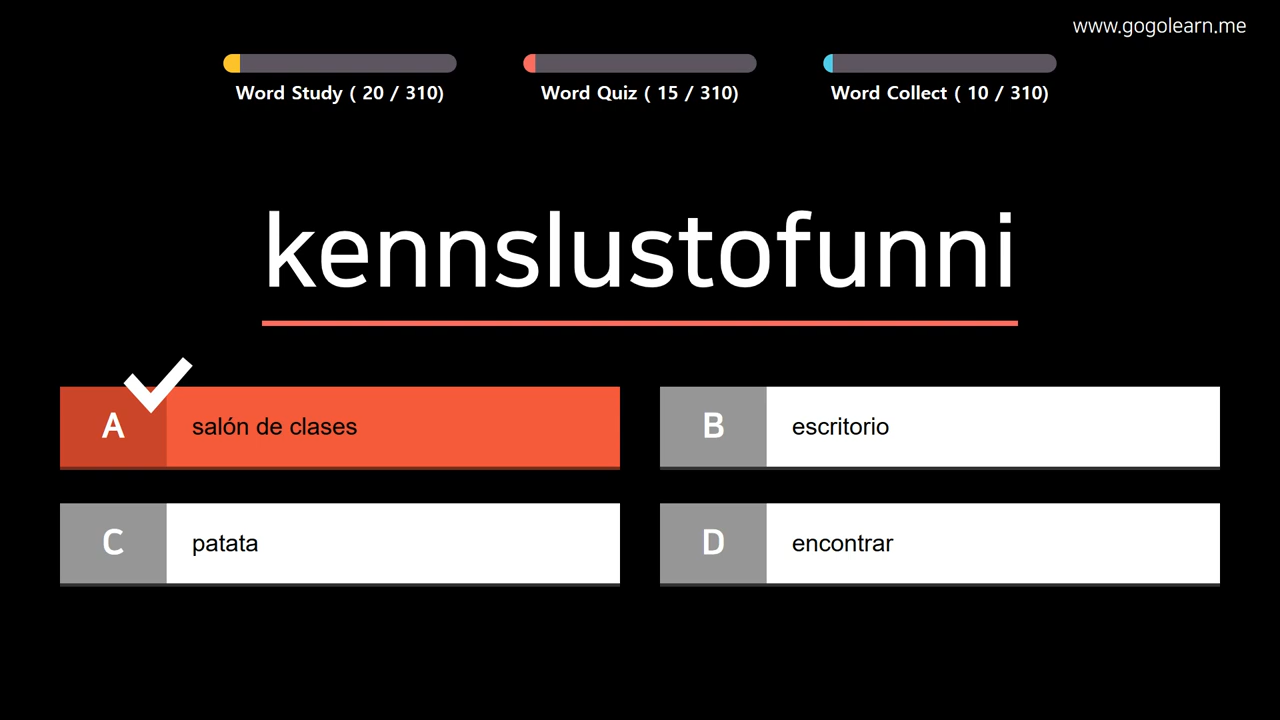 www.gogolearn.me
Word Study ( 20 / 310)
Word Quiz ( 15 / 310)
Word Collect ( 10 / 310)
kennslustofunni
A salón de clases
B escritorio
C patata
D encontrar